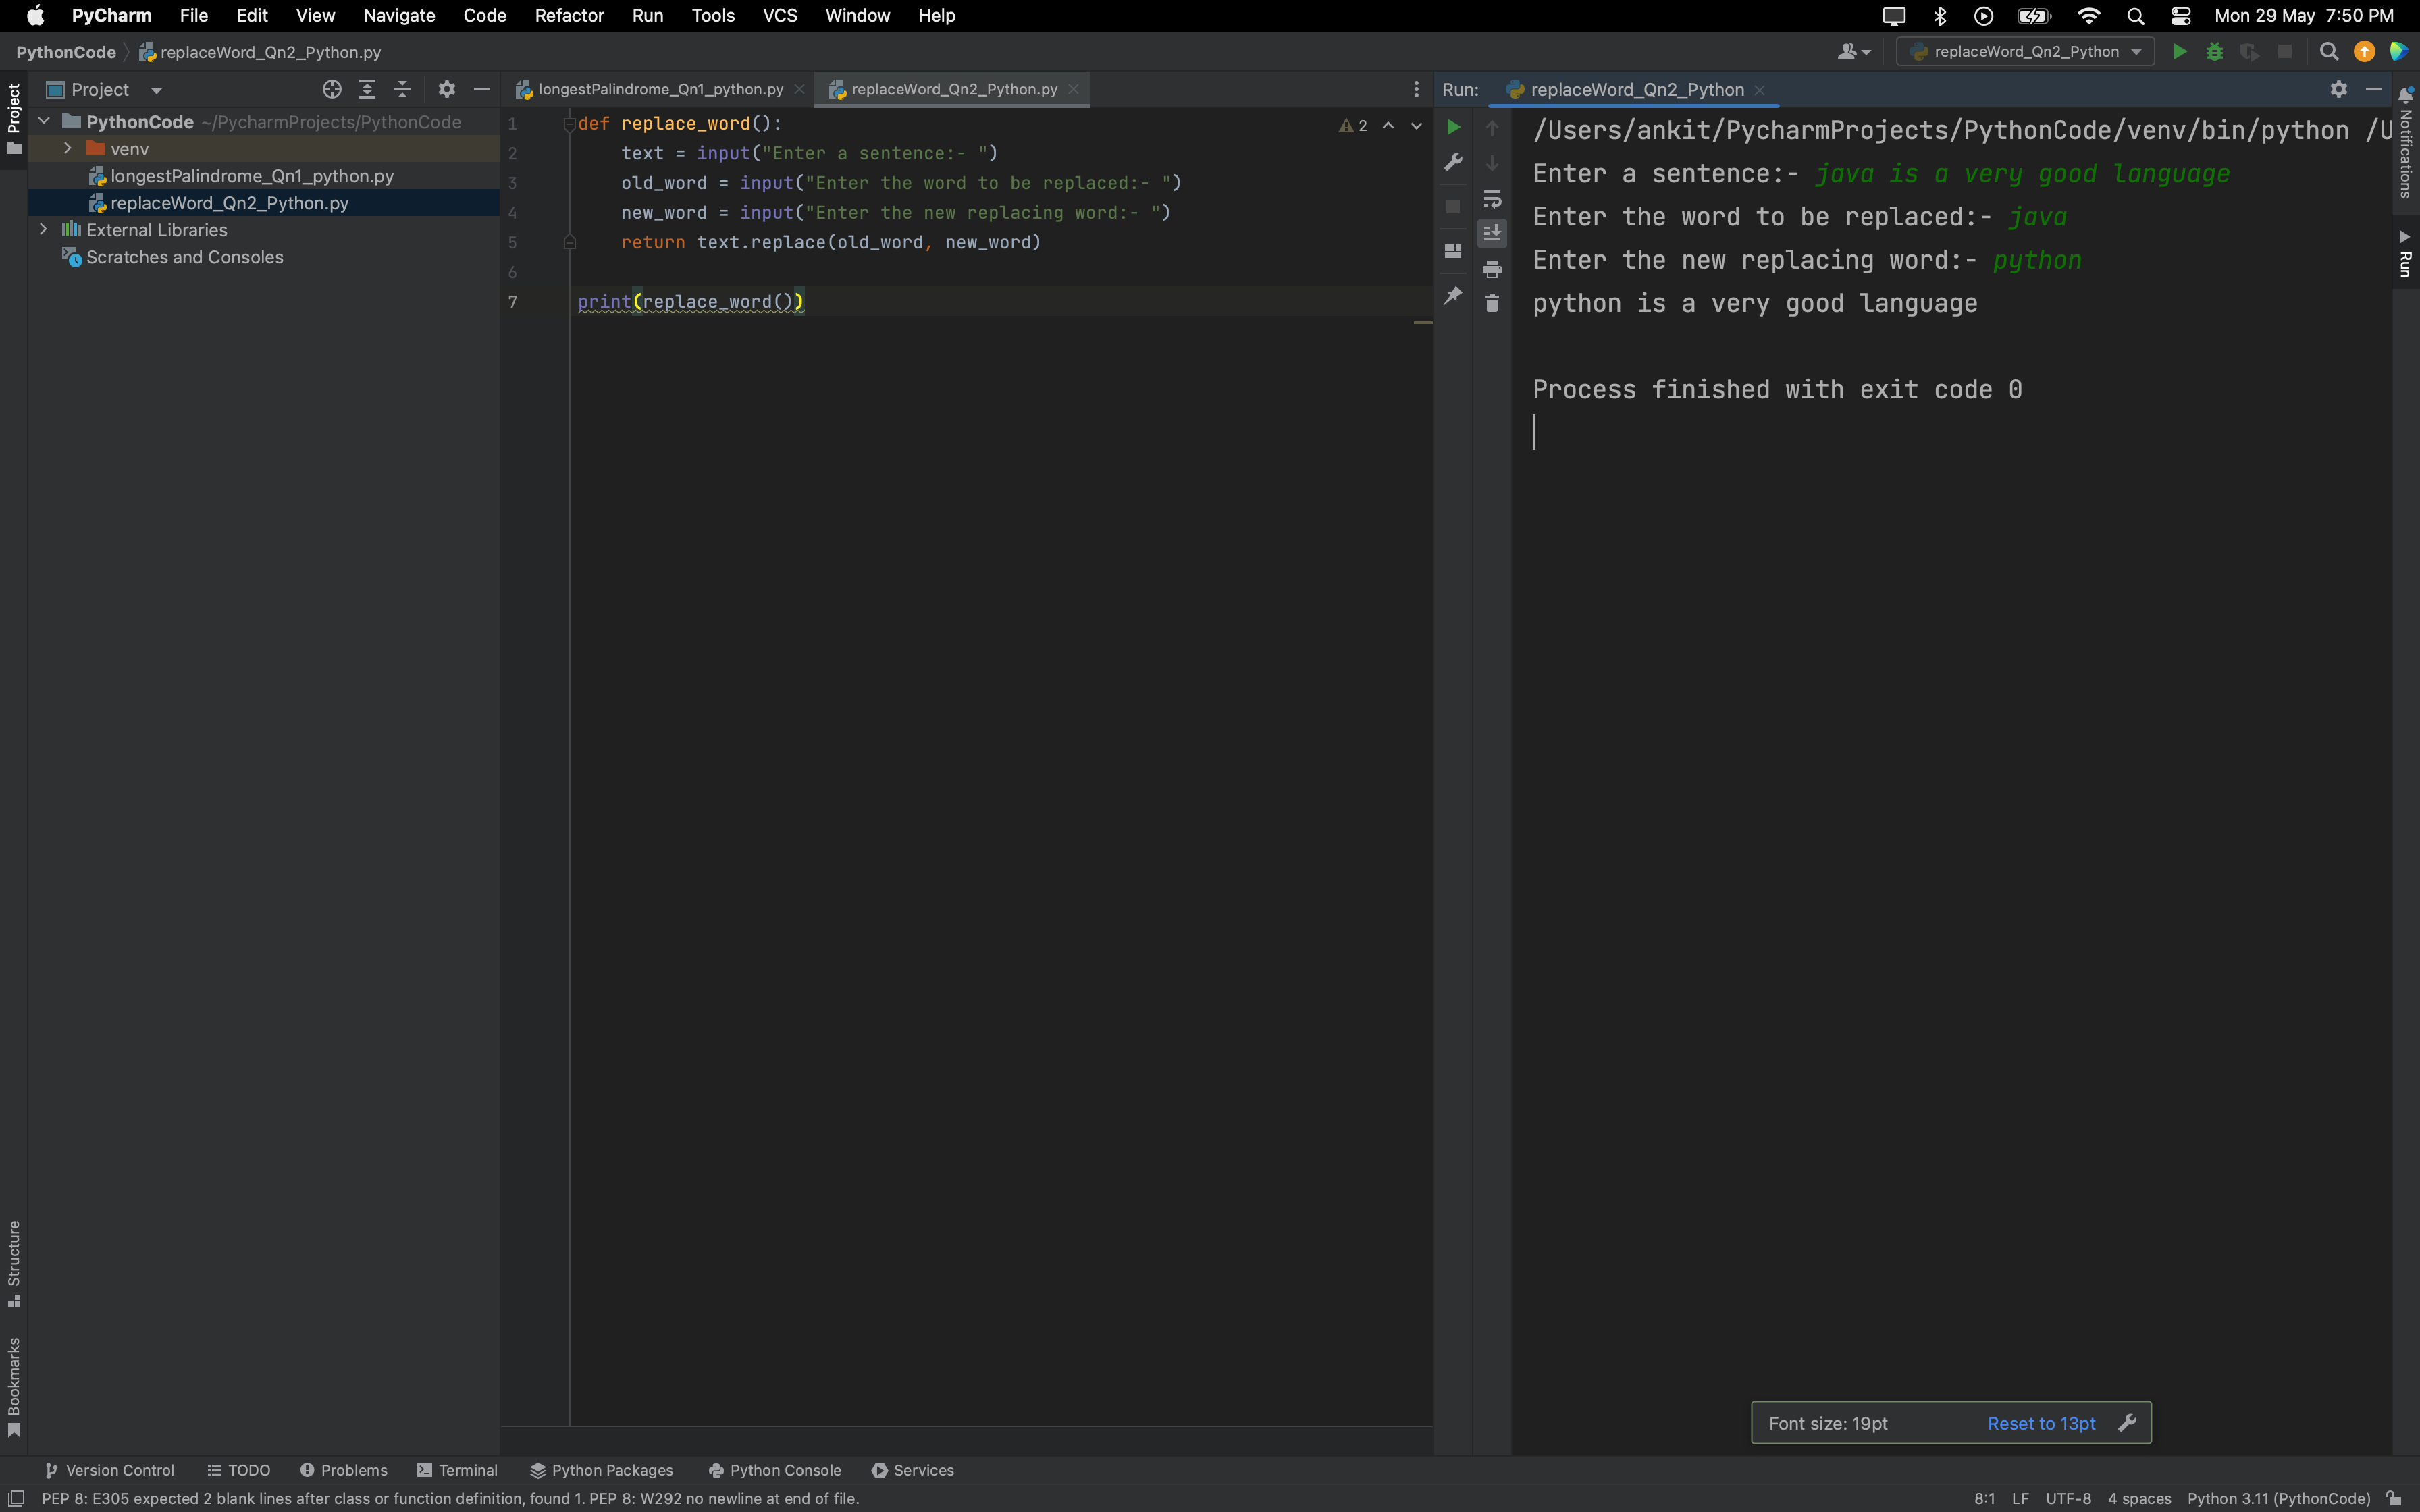 PyCharm File Edit View Navigate Code Refactor Run Tools VCS Window Help Mon 29 May 7:50 PM
PythonCode replaceWord_Qn2_Python.py replaceWord_Qn2_Python
Project
Project
longestPalindrome_Qn1_python.py
replaceWord_Qn2_Python.py
Run: replaceWord_Qn2_Python
PythonCode ~/PycharmProjects/PythonCode
venv
longestPalindrome_Qn1_python.py
replaceWord_Qn2_Python.py
External Libraries
Scratches and Consoles
1 def replace_word():
2 text = input("Enter a sentence:- ")
3 old_word = input("Enter the word to be replaced:- ")
4 new_word = input("Enter the new replacing word:- ")
5 return text.replace(old_word, new_word)
6
7 print(replace_word())
2
/Users/ankit/PycharmProjects/PythonCode/venv/bin/python /U
Enter a sentence:- java is a very good language
Enter the word to be replaced:- java
Enter the new replacing word:- python
python is a very good language
Process finished with exit code 0
Notifications
Run
Structure
Bookmarks
Font size: 19pt Reset to 13pt
Version Control TODO Problems Terminal Python Packages Python Console Services
PEP 8: E305 expected 2 blank lines after class or function definition, found 1. PEP 8: W292 no newline at end of file. 8:1 LF UTF-8 4 spaces Python 3.11 (PythonCode)